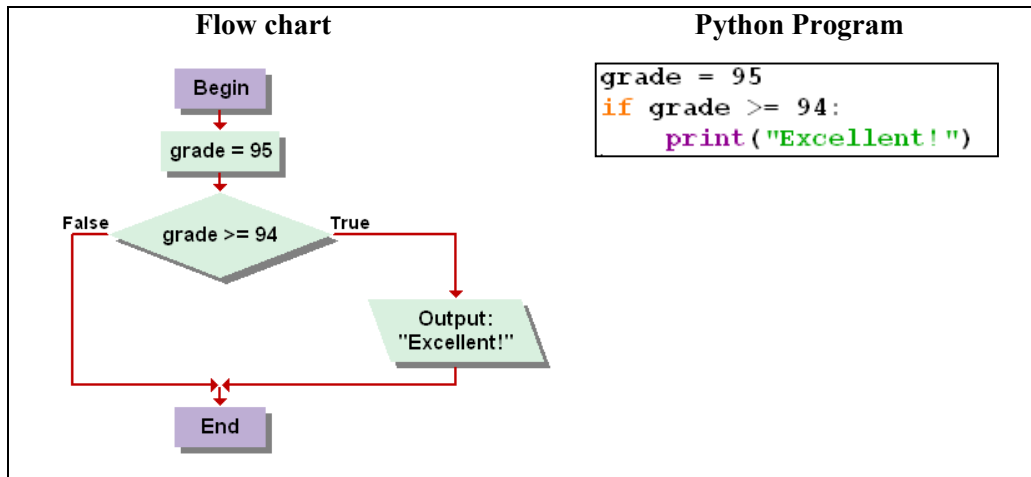 Flow chart
Begin
grade = 95
False
True
grade >= 94
Output:
"Excellent!"
End
Python Program
grade = 95
if grade >= 94:
    print("Excellent!")